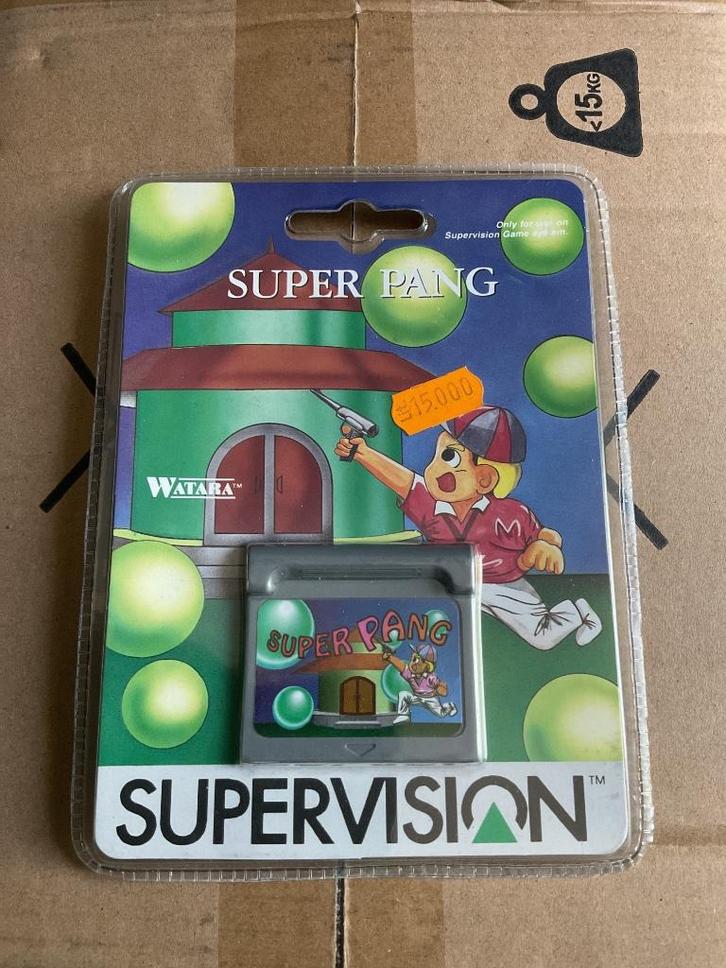 <15KG
Only for use on
Supervision Game system.
SUPER PANG
15.000
WATARA™
M
SUPER PANG
SUPERVISION™